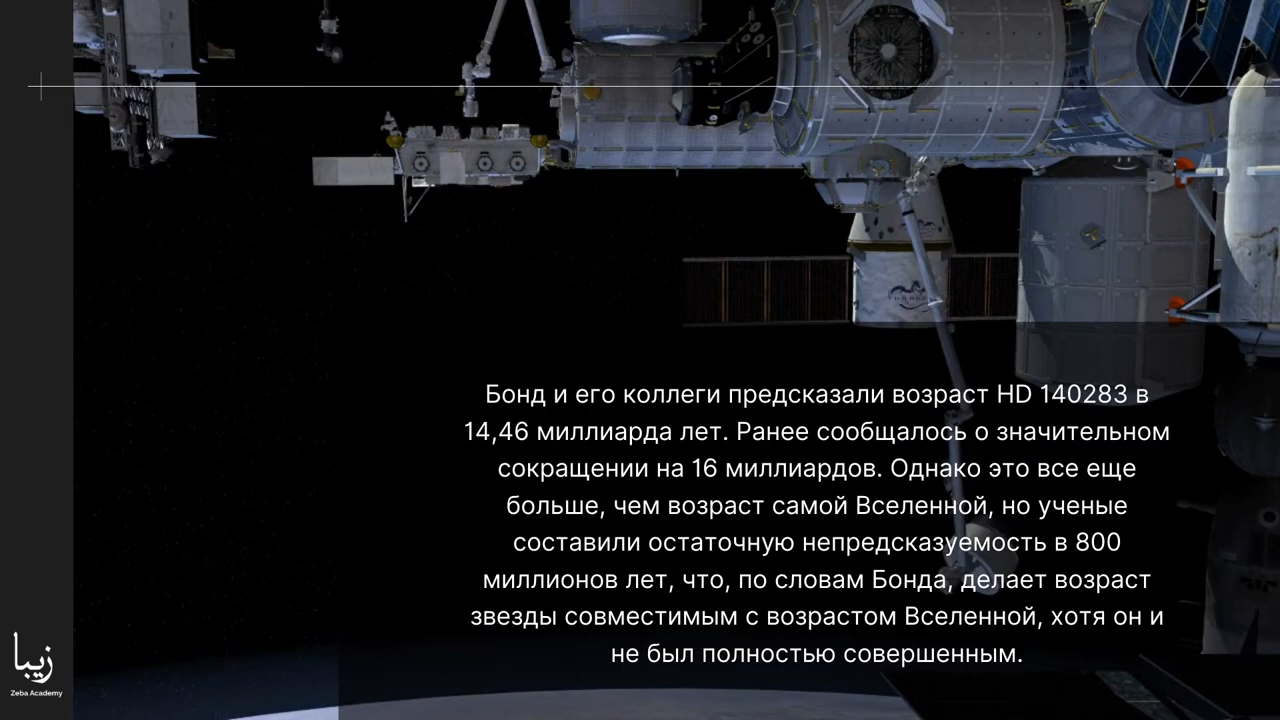 Бонд и его коллеги предсказали возраст HD 140283 в
14,46 миллиарда лет. Ранее сообщалось о значительном
сокращении на 16 миллиардов. Однако это все еще
больше, чем возраст самой Вселенной, но ученые
составили остаточную непредсказуемость в 800
миллионов лет, что, по словам Бонда, делает возраст
звезды совместимым с возрастом Вселенной, хотя он и
не был полностью совершенным.
زيبا
Zeba Academy